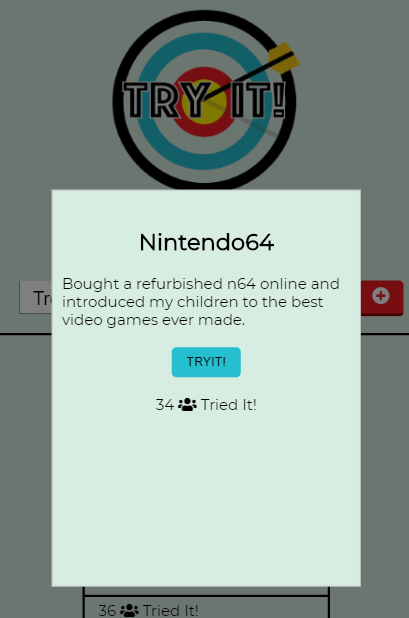 TRY IT!
Nintendo64
Tre
Bought a refurbished n64 online and
introduced my children to the best
video games ever made.
TRYIT!
34 Tried It!
36 Tried It!